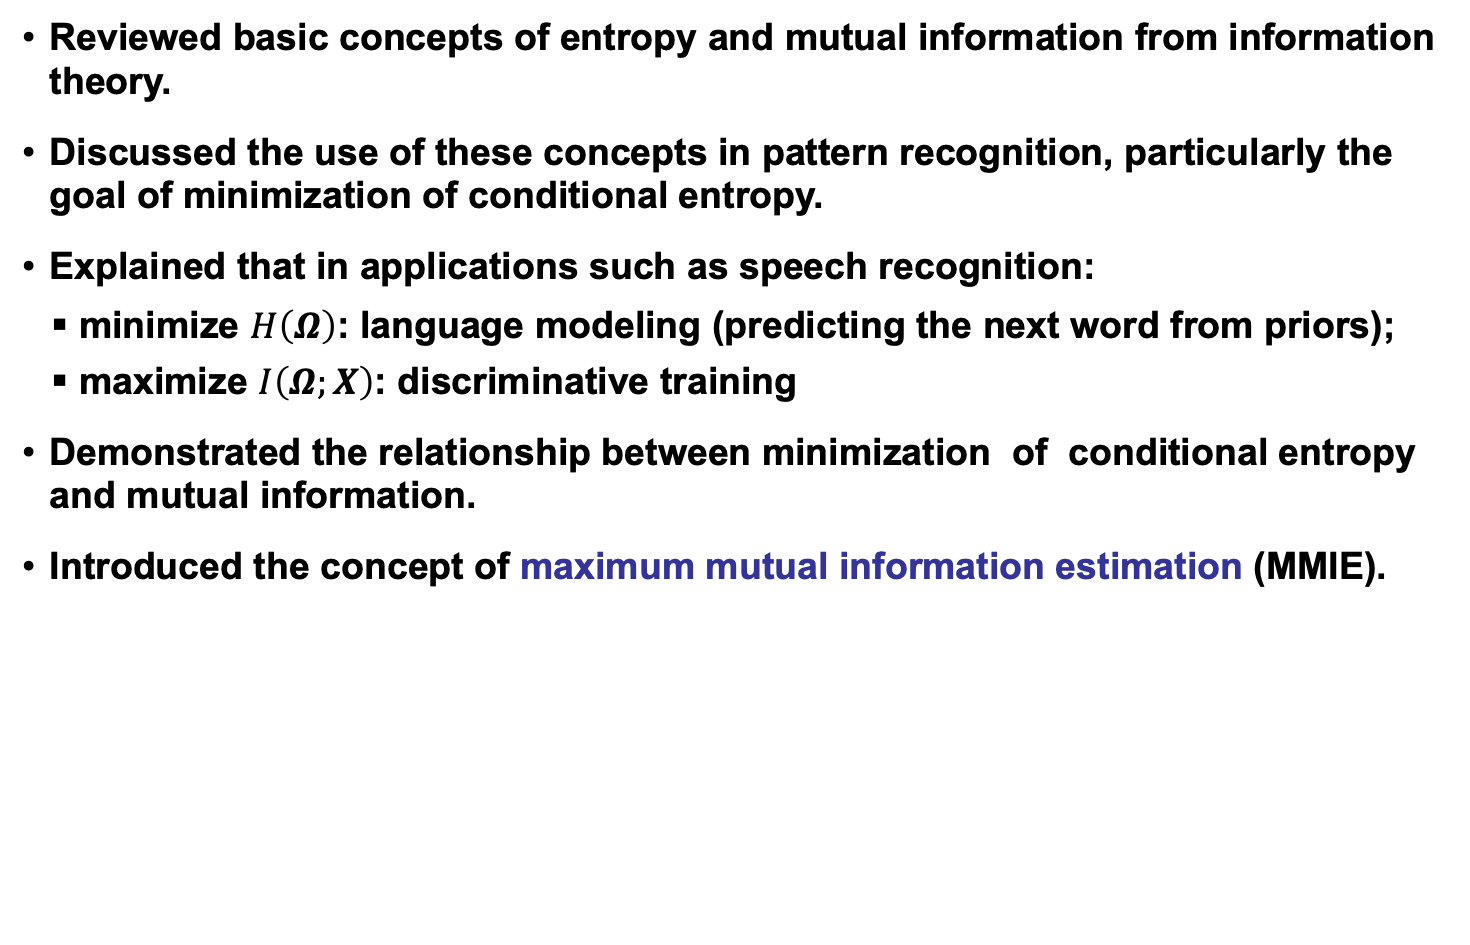 • Reviewed basic concepts of entropy and mutual information from information
theory.
• Discussed the use of these concepts in pattern recognition, particularly the
goal of minimization of conditional entropy.
• Explained that in applications such as speech recognition:
▪ minimize H(Ω): language modeling (predicting the next word from priors);
▪ maximize I(Ω; X): discriminative training
• Demonstrated the relationship between minimization  of  conditional entropy
and mutual information.
• Introduced the concept of maximum mutual information estimation (MMIE).